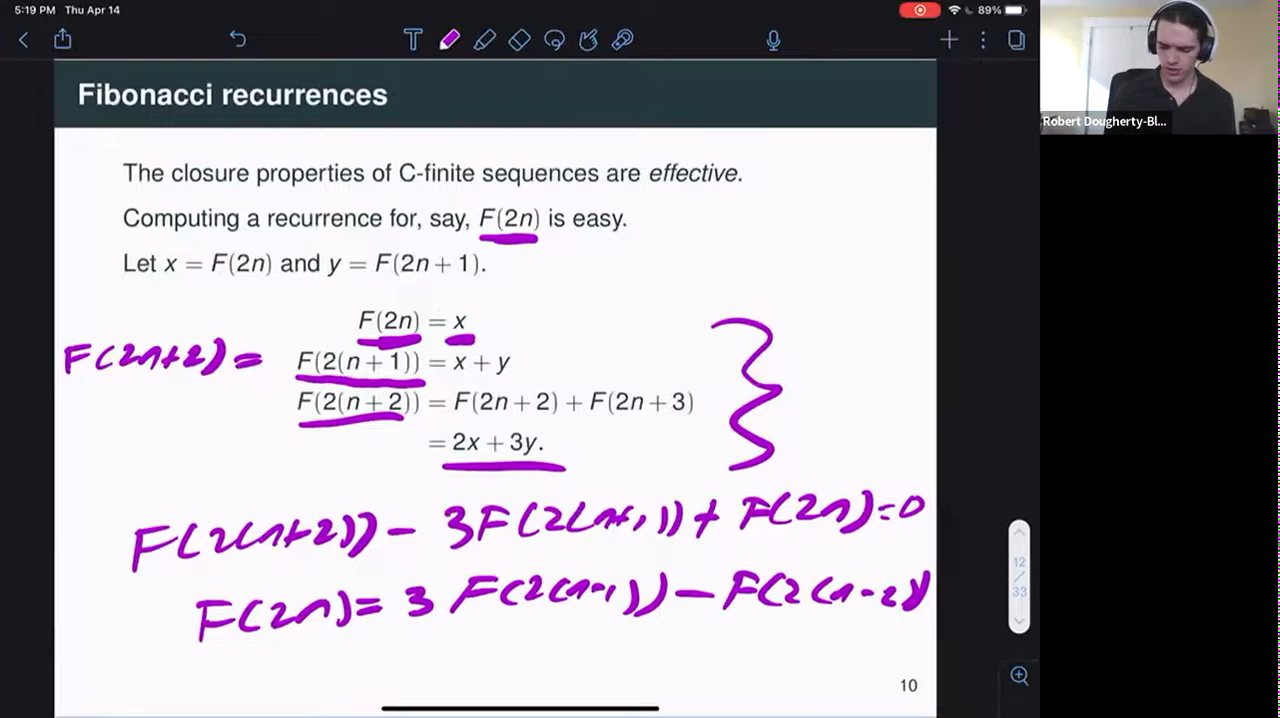 5:19 PM Thu Apr 14
89%
Robert Dougherty-Bl...
Fibonacci recurrences
The closure properties of C-finite sequences are effective.
Computing a recurrence for, say, F(2n) is easy.
Let x = F(2n) and y = F(2n + 1).
F(2n) = x
F(2n+2) =
F(2(n + 1)) = x + y
F(2(n + 2)) = F(2n + 2) + F(2n + 3)
= 2x + 3y.
F(2(n+2)) - 3F(2(n+1)) + F(2n) = 0
F(2n) = 3 F(2(n-1)) - F(2(n-2))
12
/
33
10